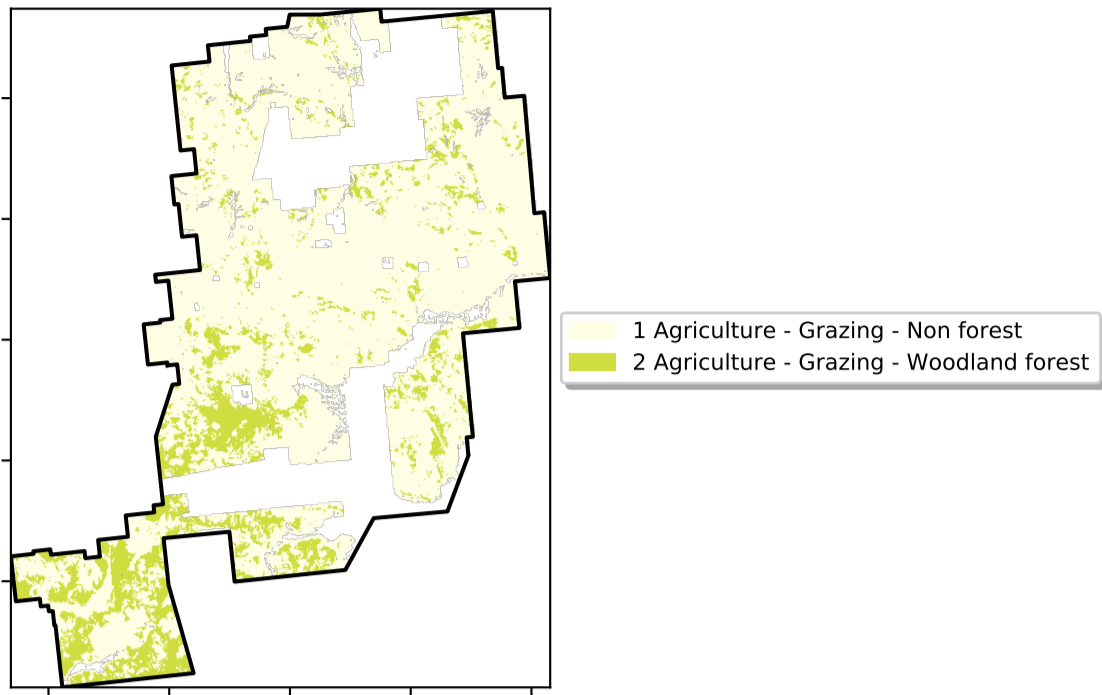 1 Agriculture - Grazing - Non forest
2 Agriculture - Grazing - Woodland forest